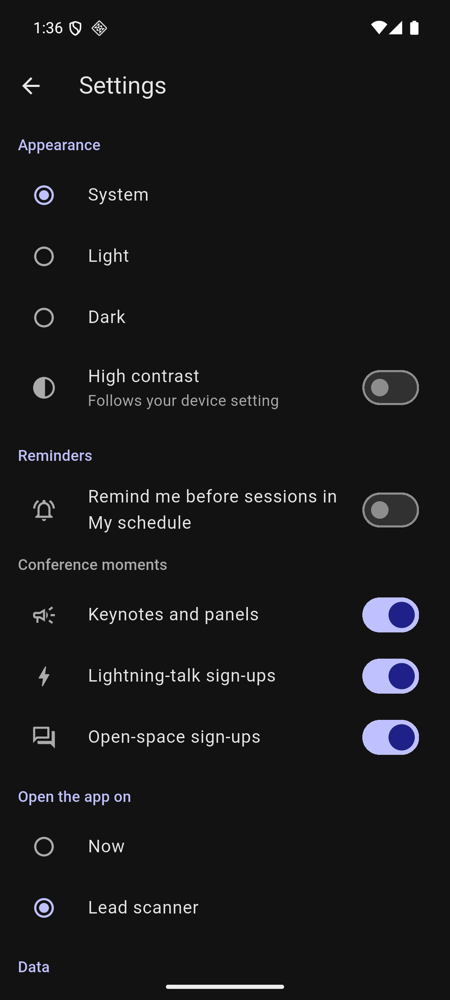 1:36
Settings
Appearance
System
Light
Dark
High contrast
Follows your device setting
Reminders
Remind me before sessions in
My schedule
Conference moments
Keynotes and panels
Lightning-talk sign-ups
Open-space sign-ups
Open the app on
Now
Lead scanner
Data